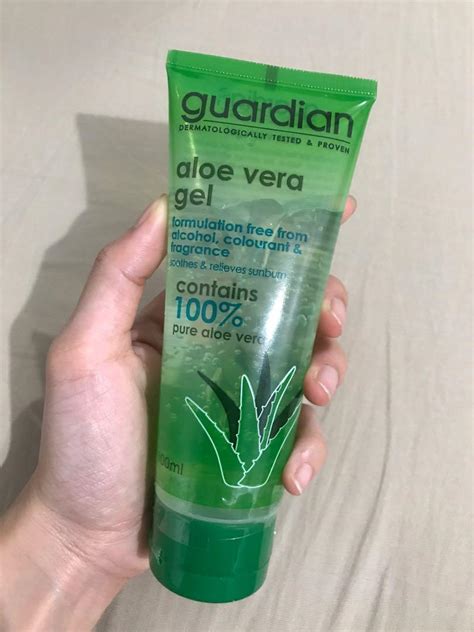 guardian
DERMATOLOGICALLY TESTED & PROVEN
aloe vera
gel
formulation free from
alcohol, colourant &
fragrance
soothes & relieves sunburn
contains
100%
pure aloe vera